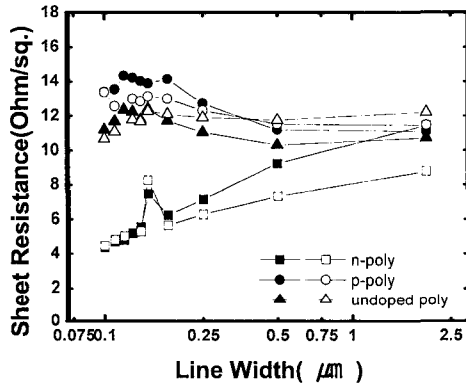 Sheet Resistance(Ohm/sq.)
18
16
14
12
10
8
6
4
2
0
n-poly
p-poly
undoped poly
0.075 0.1 0.25 0.5 0.75 1 2.5
Line Width( μm)